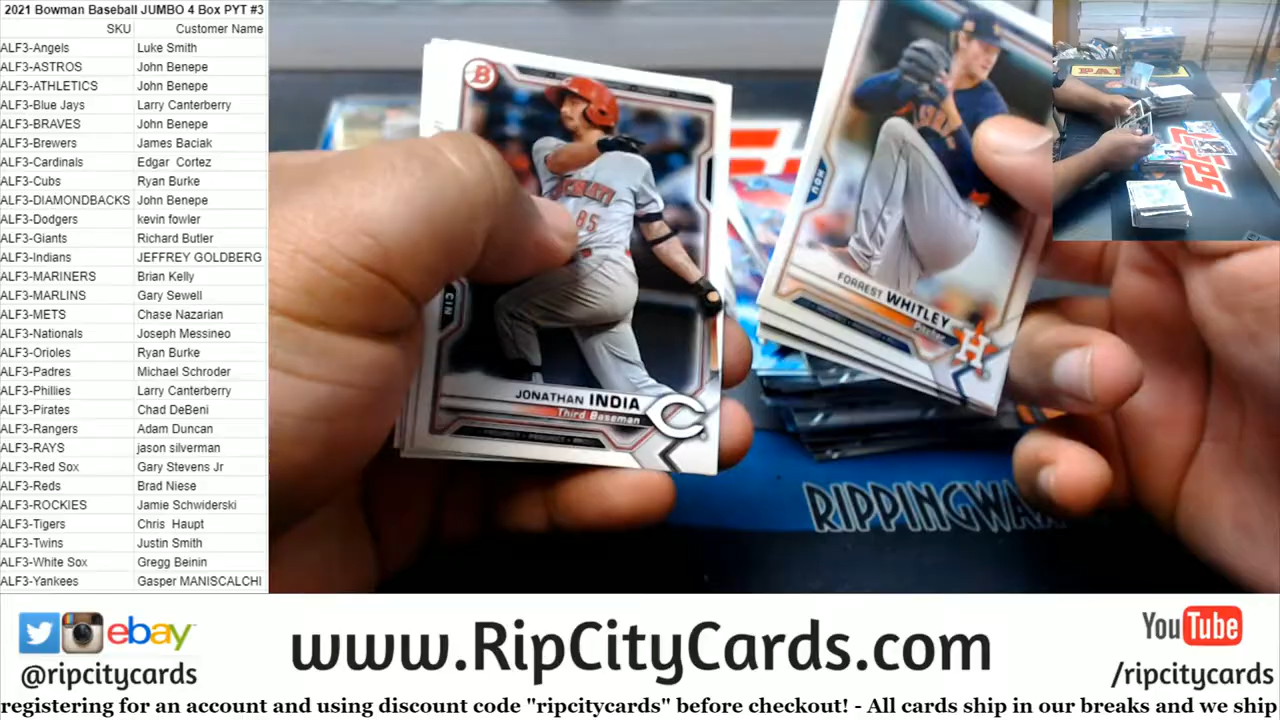 2021 Bowman Baseball JUMBO 4 Box PYT #3
SKU Customer Name
ALF3-Angels Luke Smith
ALF3-ASTROS John Benepe
ALF3-ATHLETICS John Benepe
ALF3-Blue Jays Larry Canterberry
ALF3-BRAVES John Benepe
ALF3-Brewers James Baciak
ALF3-Cardinals Edgar Cortez
ALF3-Cubs Ryan Burke
ALF3-DIAMONDBACKS John Benepe
ALF3-Dodgers kevin fowler
ALF3-Giants Richard Butler
ALF3-Indians JEFFREY GOLDBERG
ALF3-MARINERS Brian Kelly
ALF3-MARLINS Gary Sewell
ALF3-METS Chase Nazarian
ALF3-Nationals Joseph Messineo
ALF3-Orioles Ryan Burke
ALF3-Padres Michael Schroder
ALF3-Phillies Larry Canterberry
ALF3-Pirates Chad DeBeni
ALF3-Rangers Adam Duncan
ALF3-RAYS jason silverman
ALF3-Red Sox Gary Stevens Jr
ALF3-Reds Brad Niese
ALF3-ROCKIES Jamie Schwiderski
ALF3-Tigers Chris Haupt
ALF3-Twins Justin Smith
ALF3-White Sox Gregg Beinin
ALF3-Yankees Gasper MANISCALCHI
B
85
CIN
JONATHAN INDIA
Third Baseman
C
HOU
FORREST WHITLEY
Pitcher
H
TOPPS
RIPPINGWA
ebay
@ripcitycards
www.RipCityCards.com
YouTube
/ripcitycards
registering for an account and using discount code "ripcitycards" before checkout! - All cards ship in our breaks and we ship